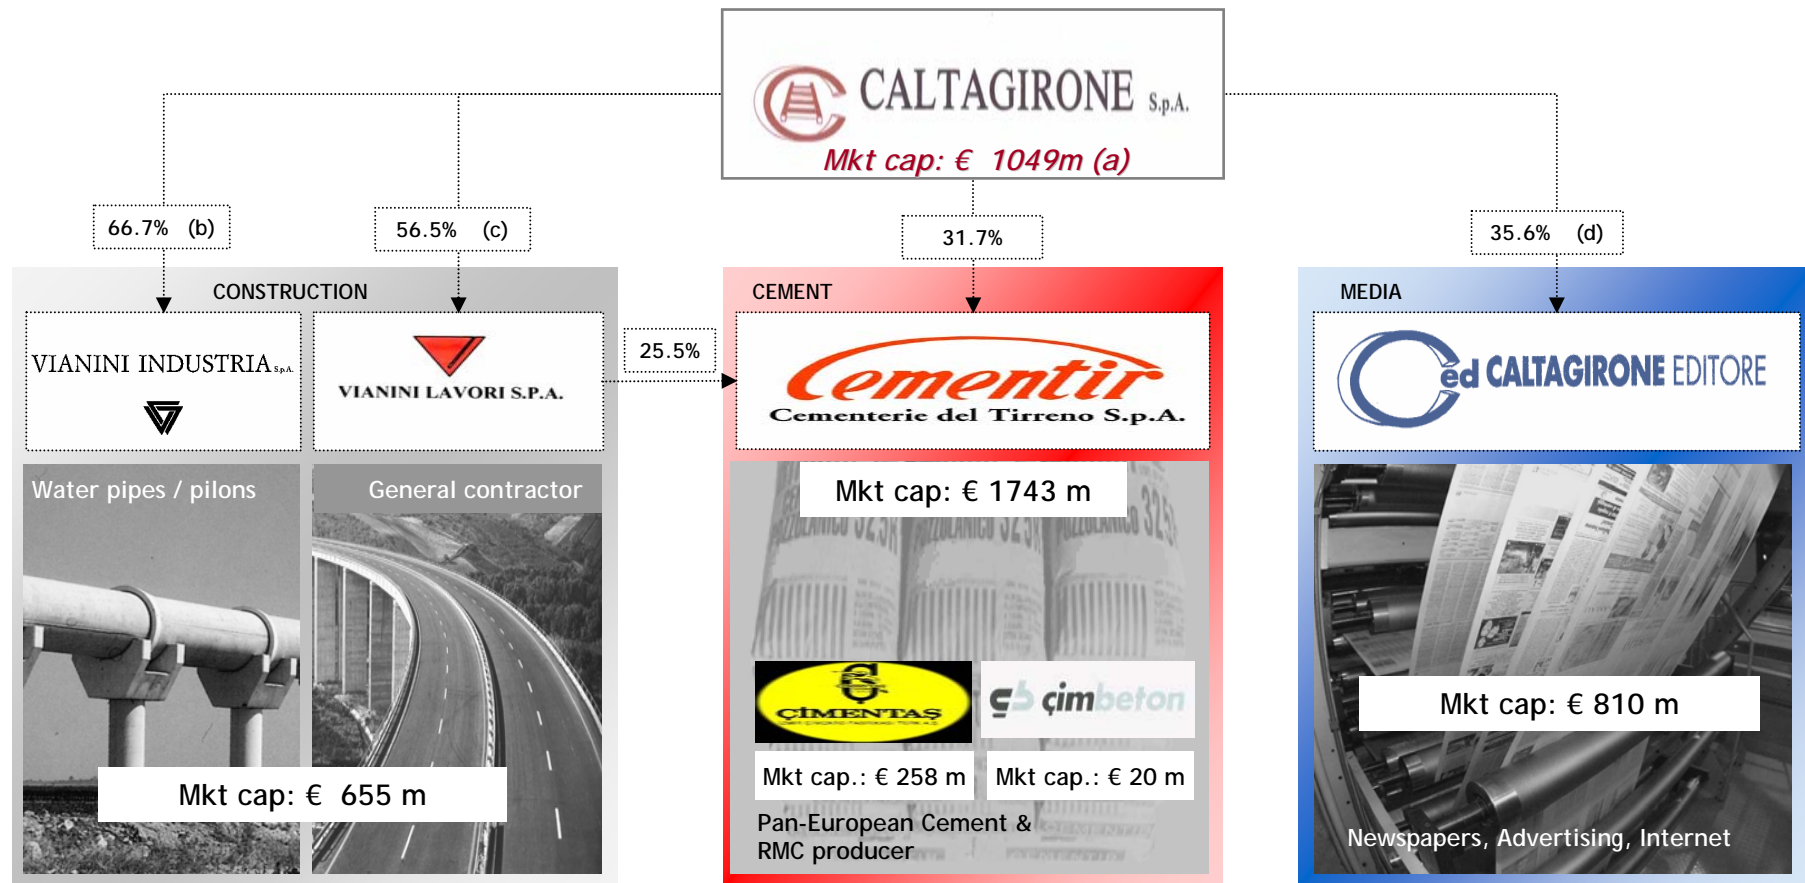 CALTAGIRONE S.p.A.
Mkt cap: € 1049m (a)
66.7% (b)
56.5% (c)
31.7%
35.6% (d)
CONSTRUCTION
VIANINI INDUSTRIA S.p.A.
VIANINI LAVORI S.P.A.
25.5%
CEMENT
Cementir
Cementerie del Tirreno S.p.A.
MEDIA
ed CALTAGIRONE EDITORE
Water pipes / pilons
General contractor
Mkt cap: € 655 m
Mkt cap: € 1743 m
ÇİMENTAŞ
çb çimbeton
Mkt cap.: € 258 m
Mkt cap.: € 20 m
Pan-European Cement &
RMC producer
Mkt cap: € 810 m
Newspapers, Advertising, Internet